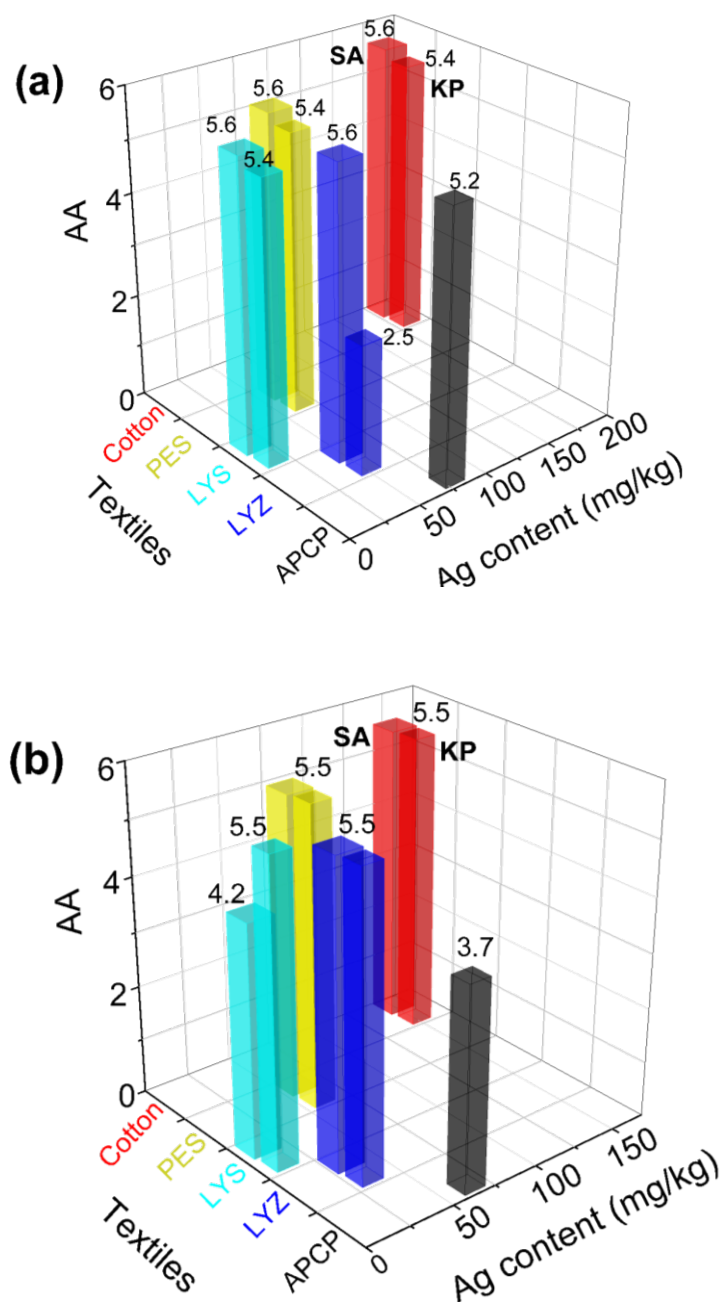 (a)
6
4
2
0
AA
5.6
5.4
5.6
5.4
5.6
2.5
5.6
5.4
5.2
SA
KP
Cotton
PES
LYS
LYZ
APCP
Textiles
0
50
100
150
200
Ag content (mg/kg)
(b)
6
4
2
0
AA
4.2
5.5
5.5
5.5
5.5
3.7
SA
KP
Cotton
PES
LYS
LYZ
APCP
Textiles
0
50
100
150
Ag content (mg/kg)